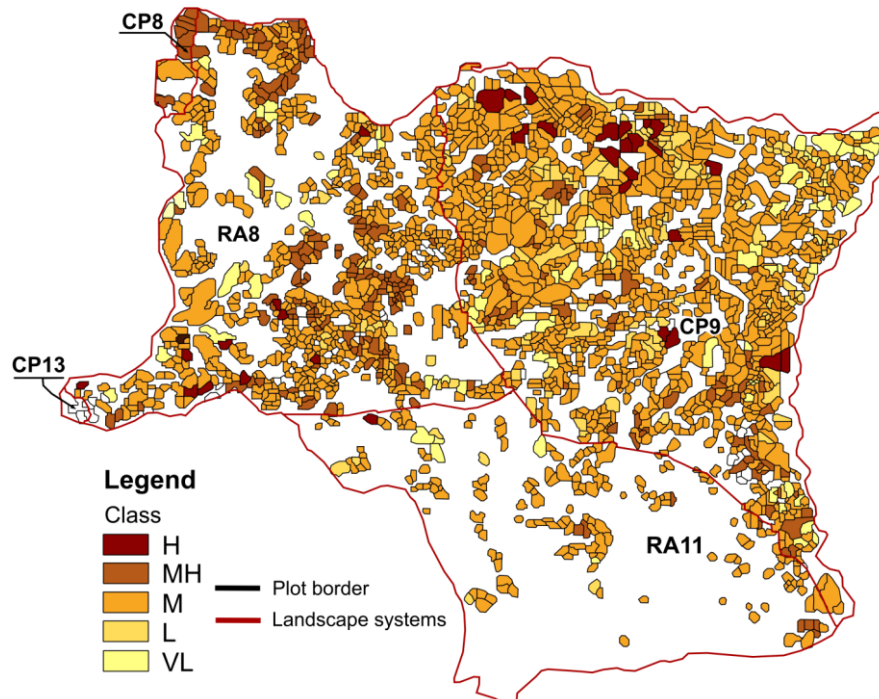 CP8
RA8
CP9
CP13
RA11
Legend
Class
H
MH
M
L
VL
Plot border
Landscape systems